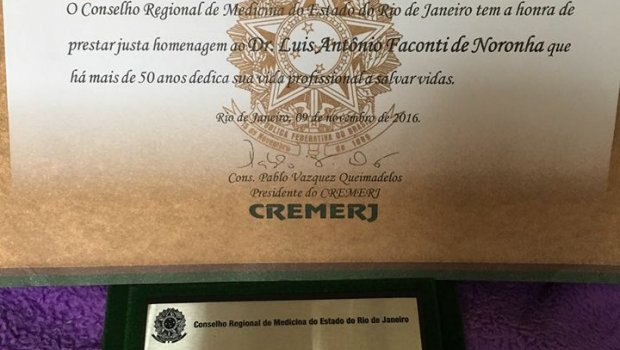 O Conselho Regional de Medicina do Estado do Rio de Janeiro tem a honra de
prestar justa homenagem ao Dr. Luis Antônio Faconti de Noronha que
há mais de 50 anos dedica sua vida profissional a salvar vidas.
Rio de Janeiro, 09 de novembro de 2016.
Cons. Pablo Vazquez Queimadelos
Presidente do CREMERJ
CREMERJ
Conselho Regional de Medicina do Estado do Rio de Janeiro